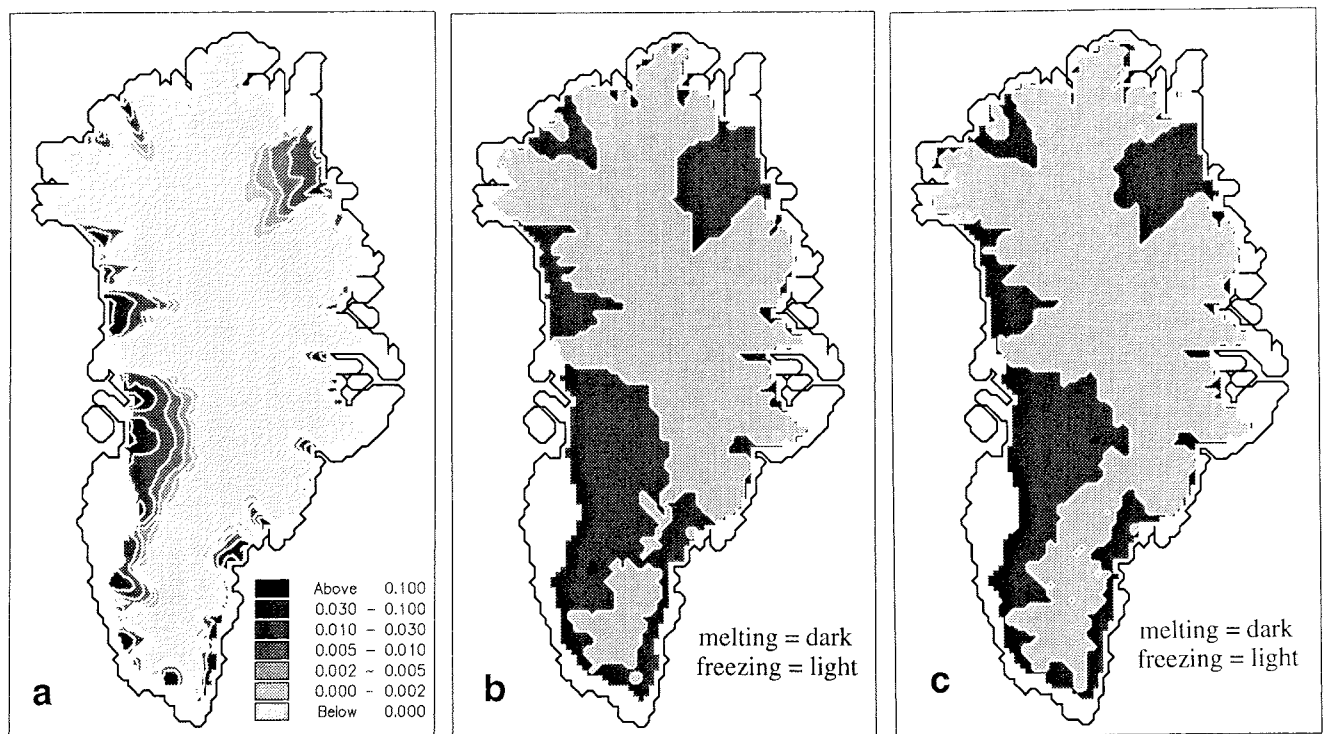 Above 0.100
0.030 - 0.100
0.010 - 0.030
0.005 - 0.010
0.002 - 0.005
0.000 - 0.002
Below 0.000
a
melting = dark
freezing = light
b
melting = dark
freezing = light
c